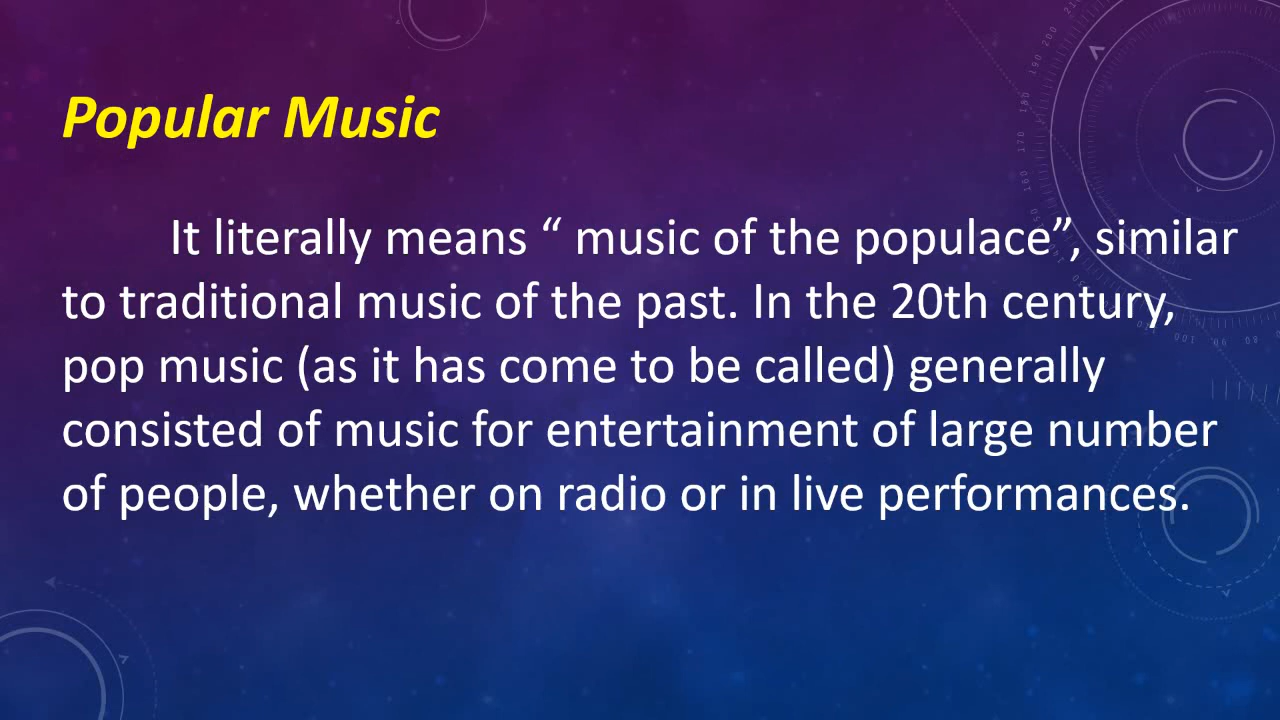 Popular Music
It literally means “ music of the populace”, similar
to traditional music of the past. In the 20th century,
pop music (as it has come to be called) generally
consisted of music for entertainment of large number
of people, whether on radio or in live performances.